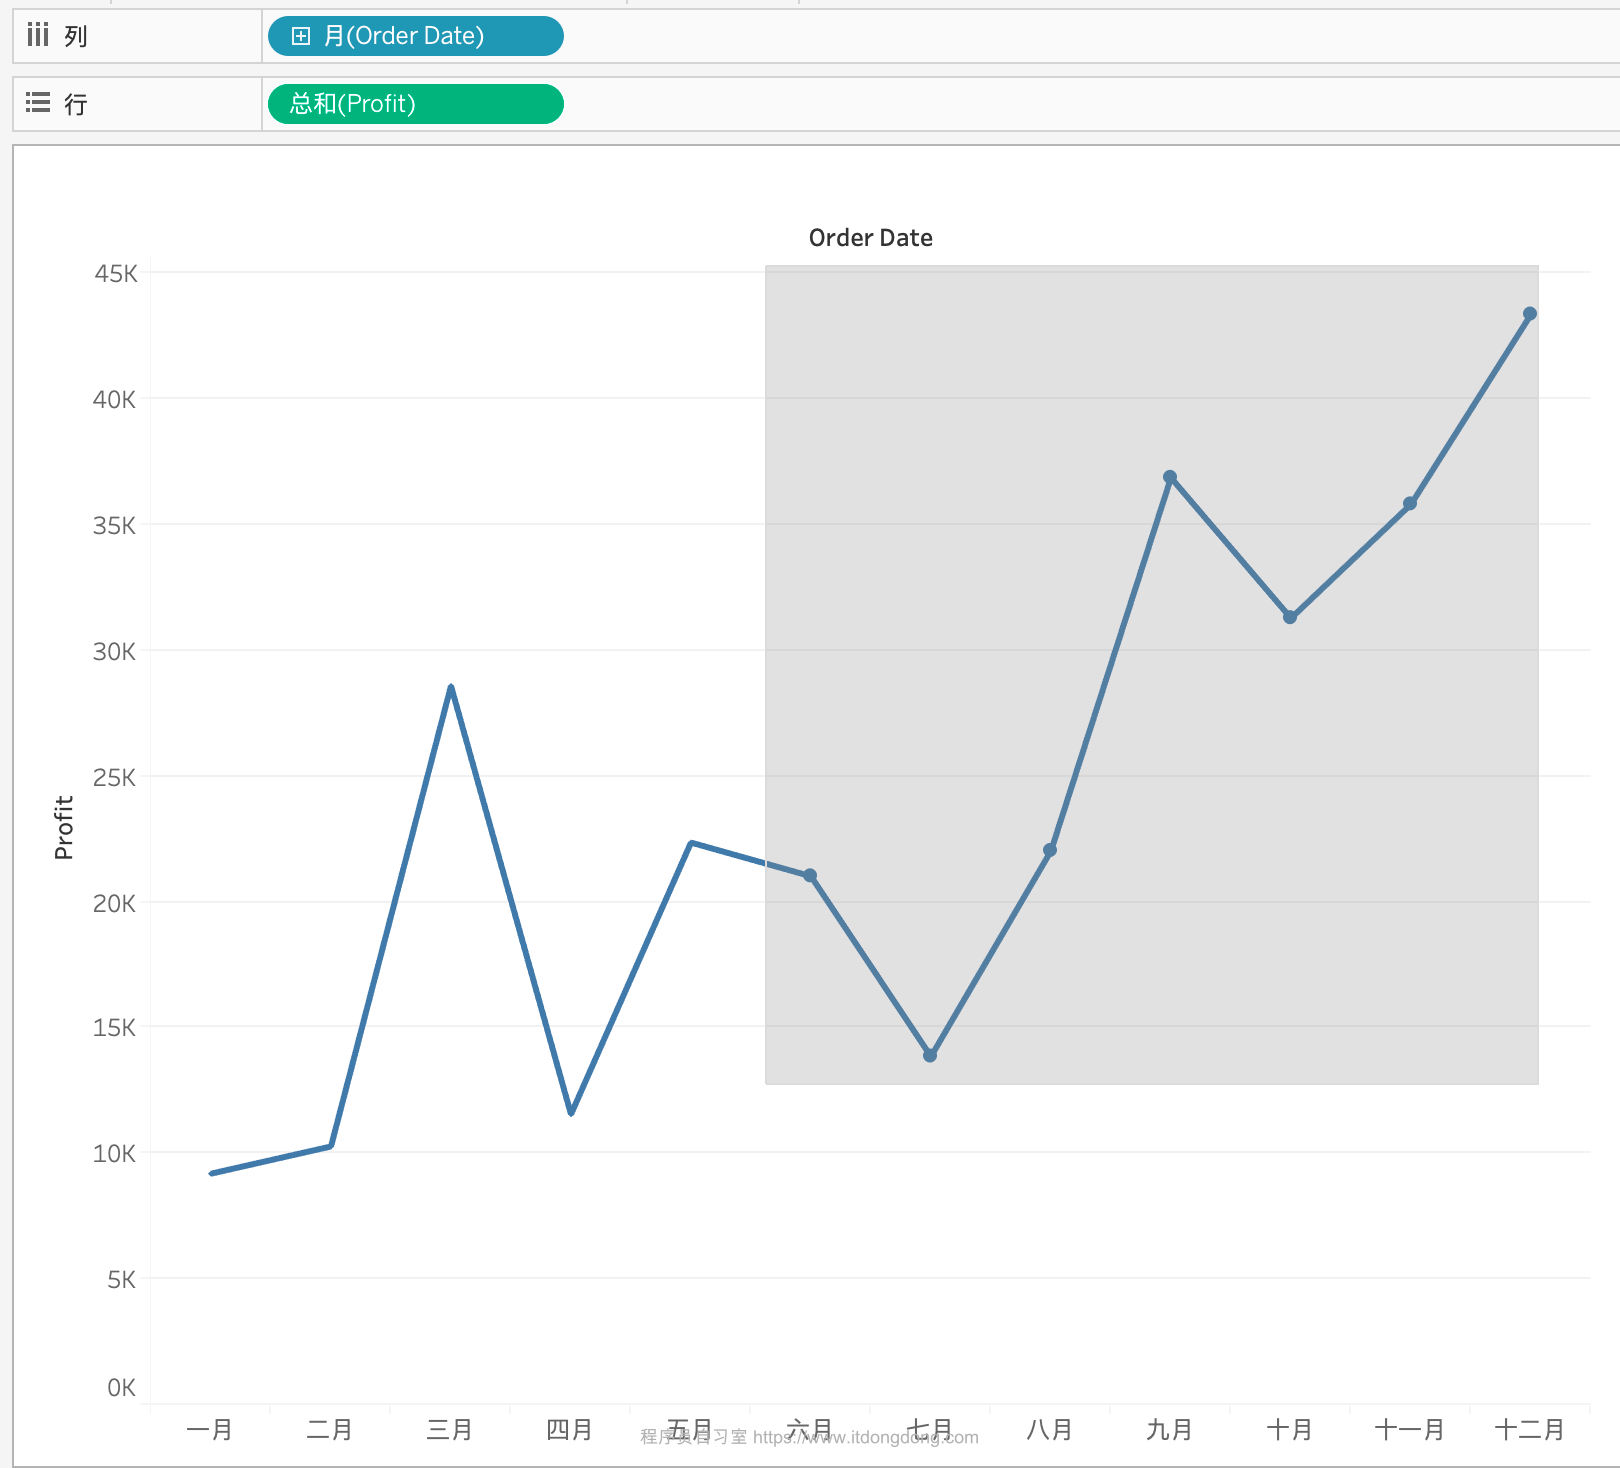 列
月(Order Date)
行
总和(Profit)
Order Date
45K
40K
35K
30K
25K
20K
15K
10K
5K
0K
Profit
一月 二月 三月 四月 五月 六月 七月 八月 九月 十月 十一月 十二月
程序员自习室 https://www.itdongdong.com